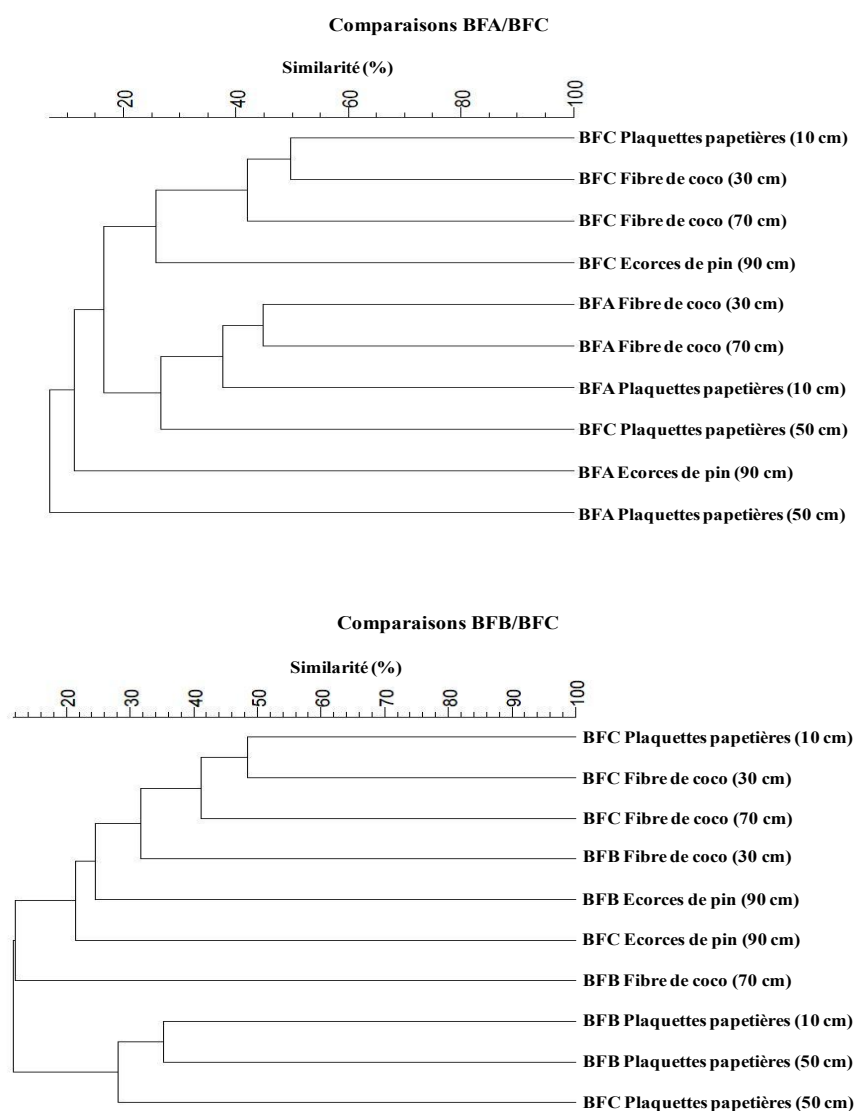 Comparaisons BFA/BFC
Similarité (%)
20 40 60 80 100
BFC Plaquettes papetières (10 cm)
BFC Fibre de coco (30 cm)
BFC Fibre de coco (70 cm)
BFC Ecorces de pin (90 cm)
BFA Fibre de coco (30 cm)
BFA Fibre de coco (70 cm)
BFA Plaquettes papetières (10 cm)
BFC Plaquettes papetières (50 cm)
BFA Ecorces de pin (90 cm)
BFA Plaquettes papetières (50 cm)
Comparaisons BFB/BFC
Similarité (%)
20 30 40 50 60 70 80 90 100
BFC Plaquettes papetières (10 cm)
BFC Fibre de coco (30 cm)
BFC Fibre de coco (70 cm)
BFB Fibre de coco (30 cm)
BFB Ecorces de pin (90 cm)
BFC Ecorces de pin (90 cm)
BFB Fibre de coco (70 cm)
BFB Plaquettes papetières (10 cm)
BFB Plaquettes papetières (50 cm)
BFC Plaquettes papetières (50 cm)